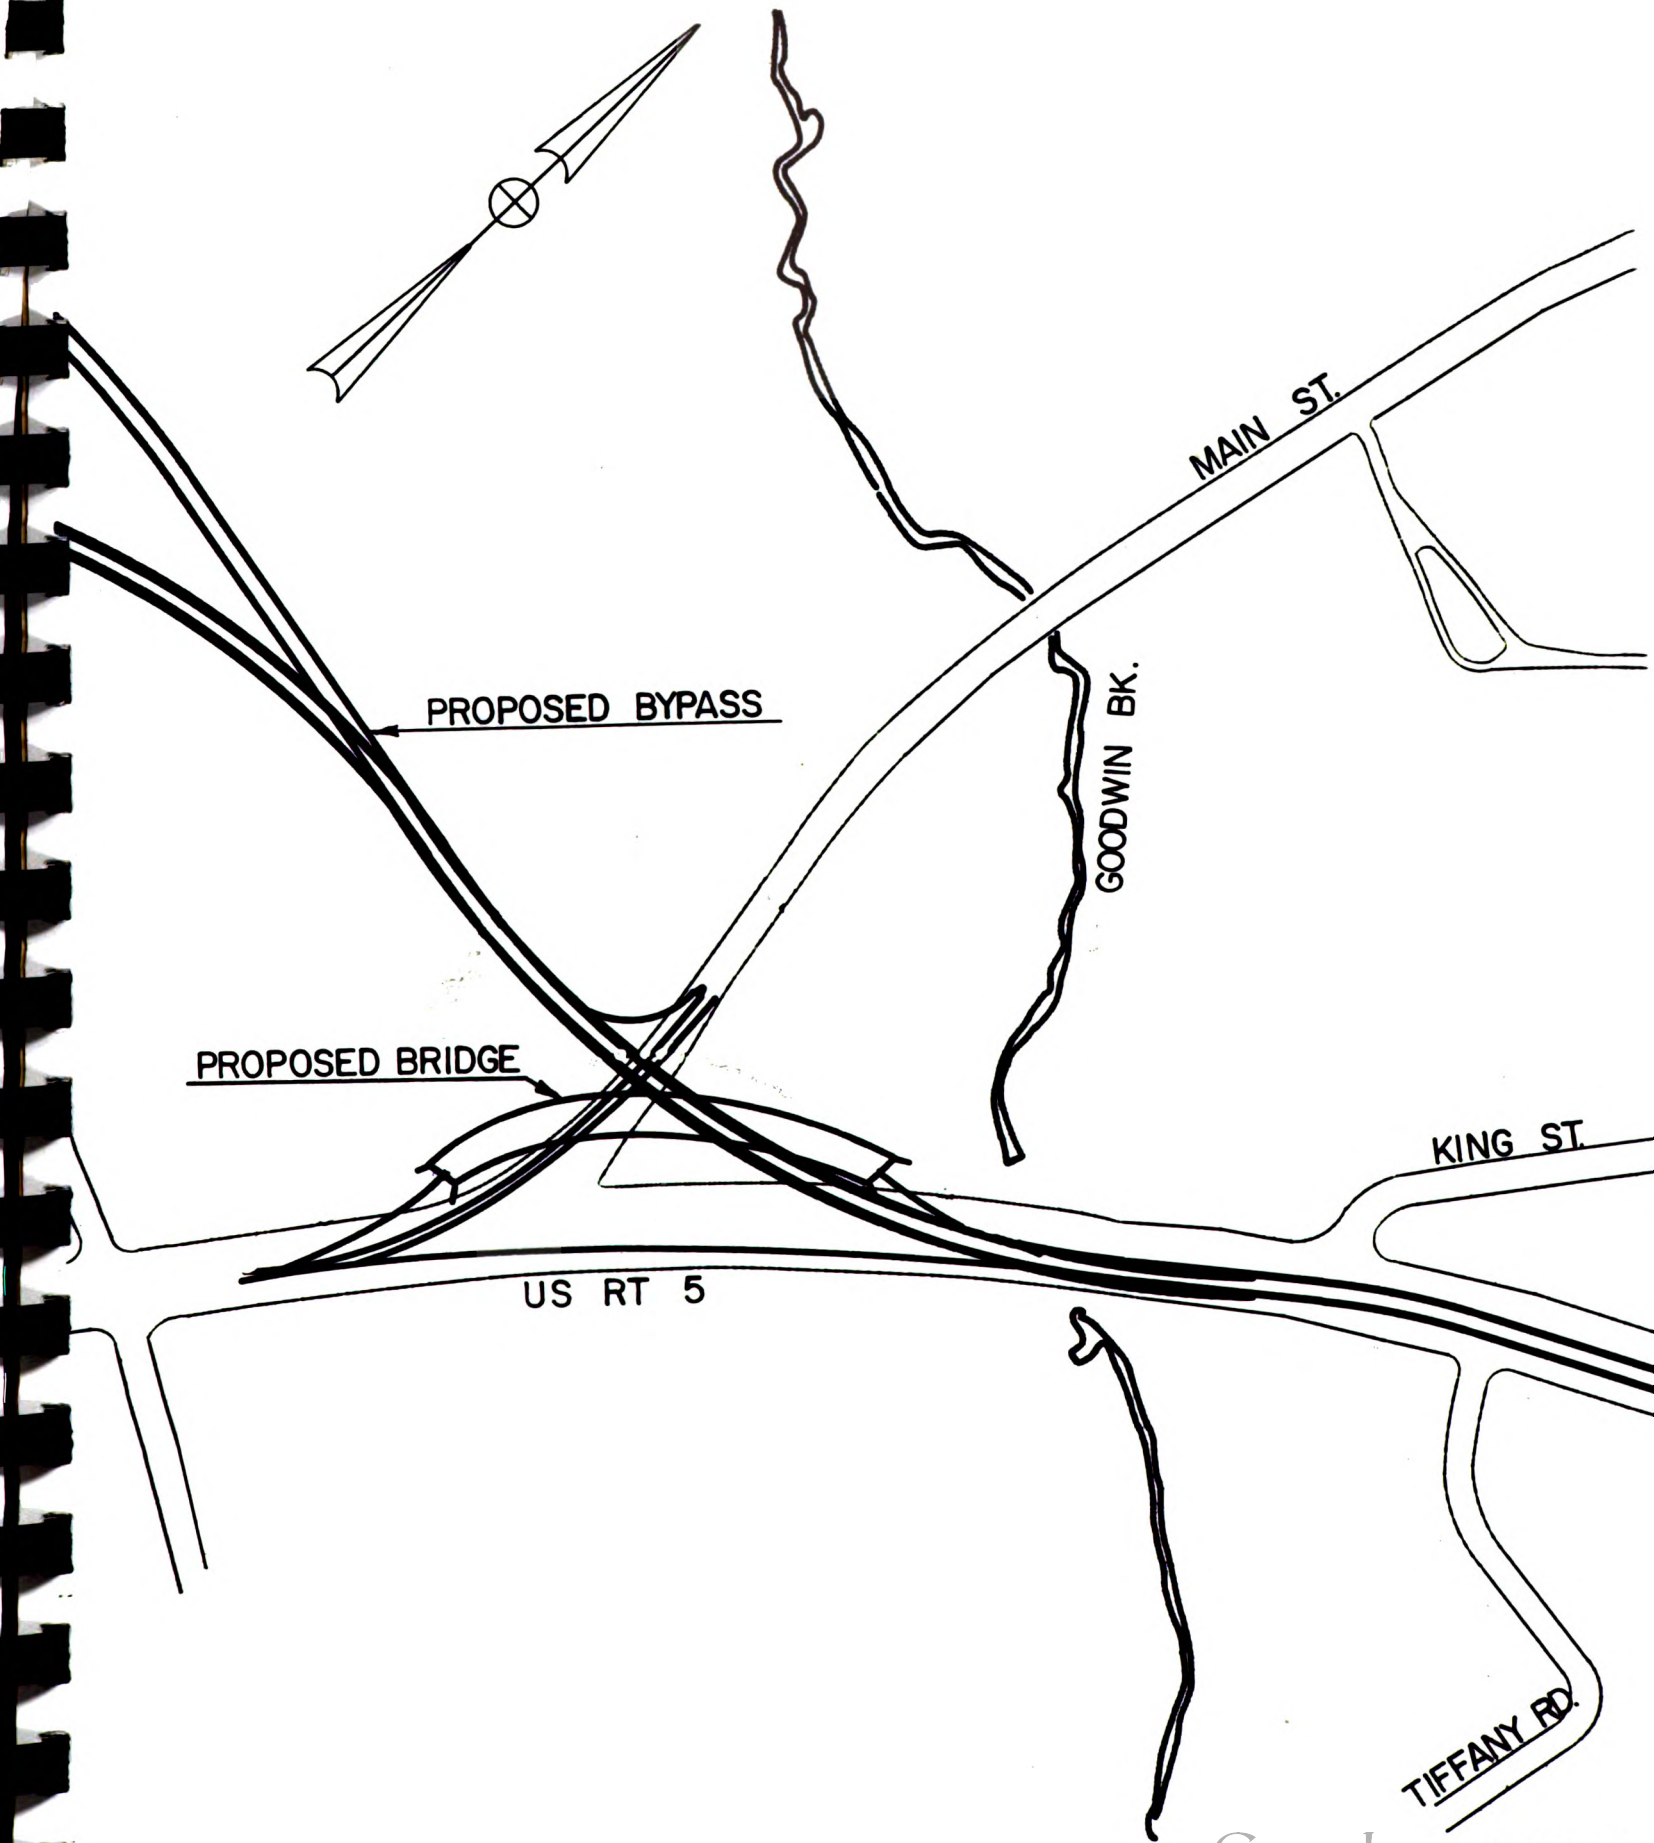 MAIN ST.
PROPOSED BYPASS
GOODWIN BK.
PROPOSED BRIDGE
KING ST.
US RT 5
TIFFANY RD.